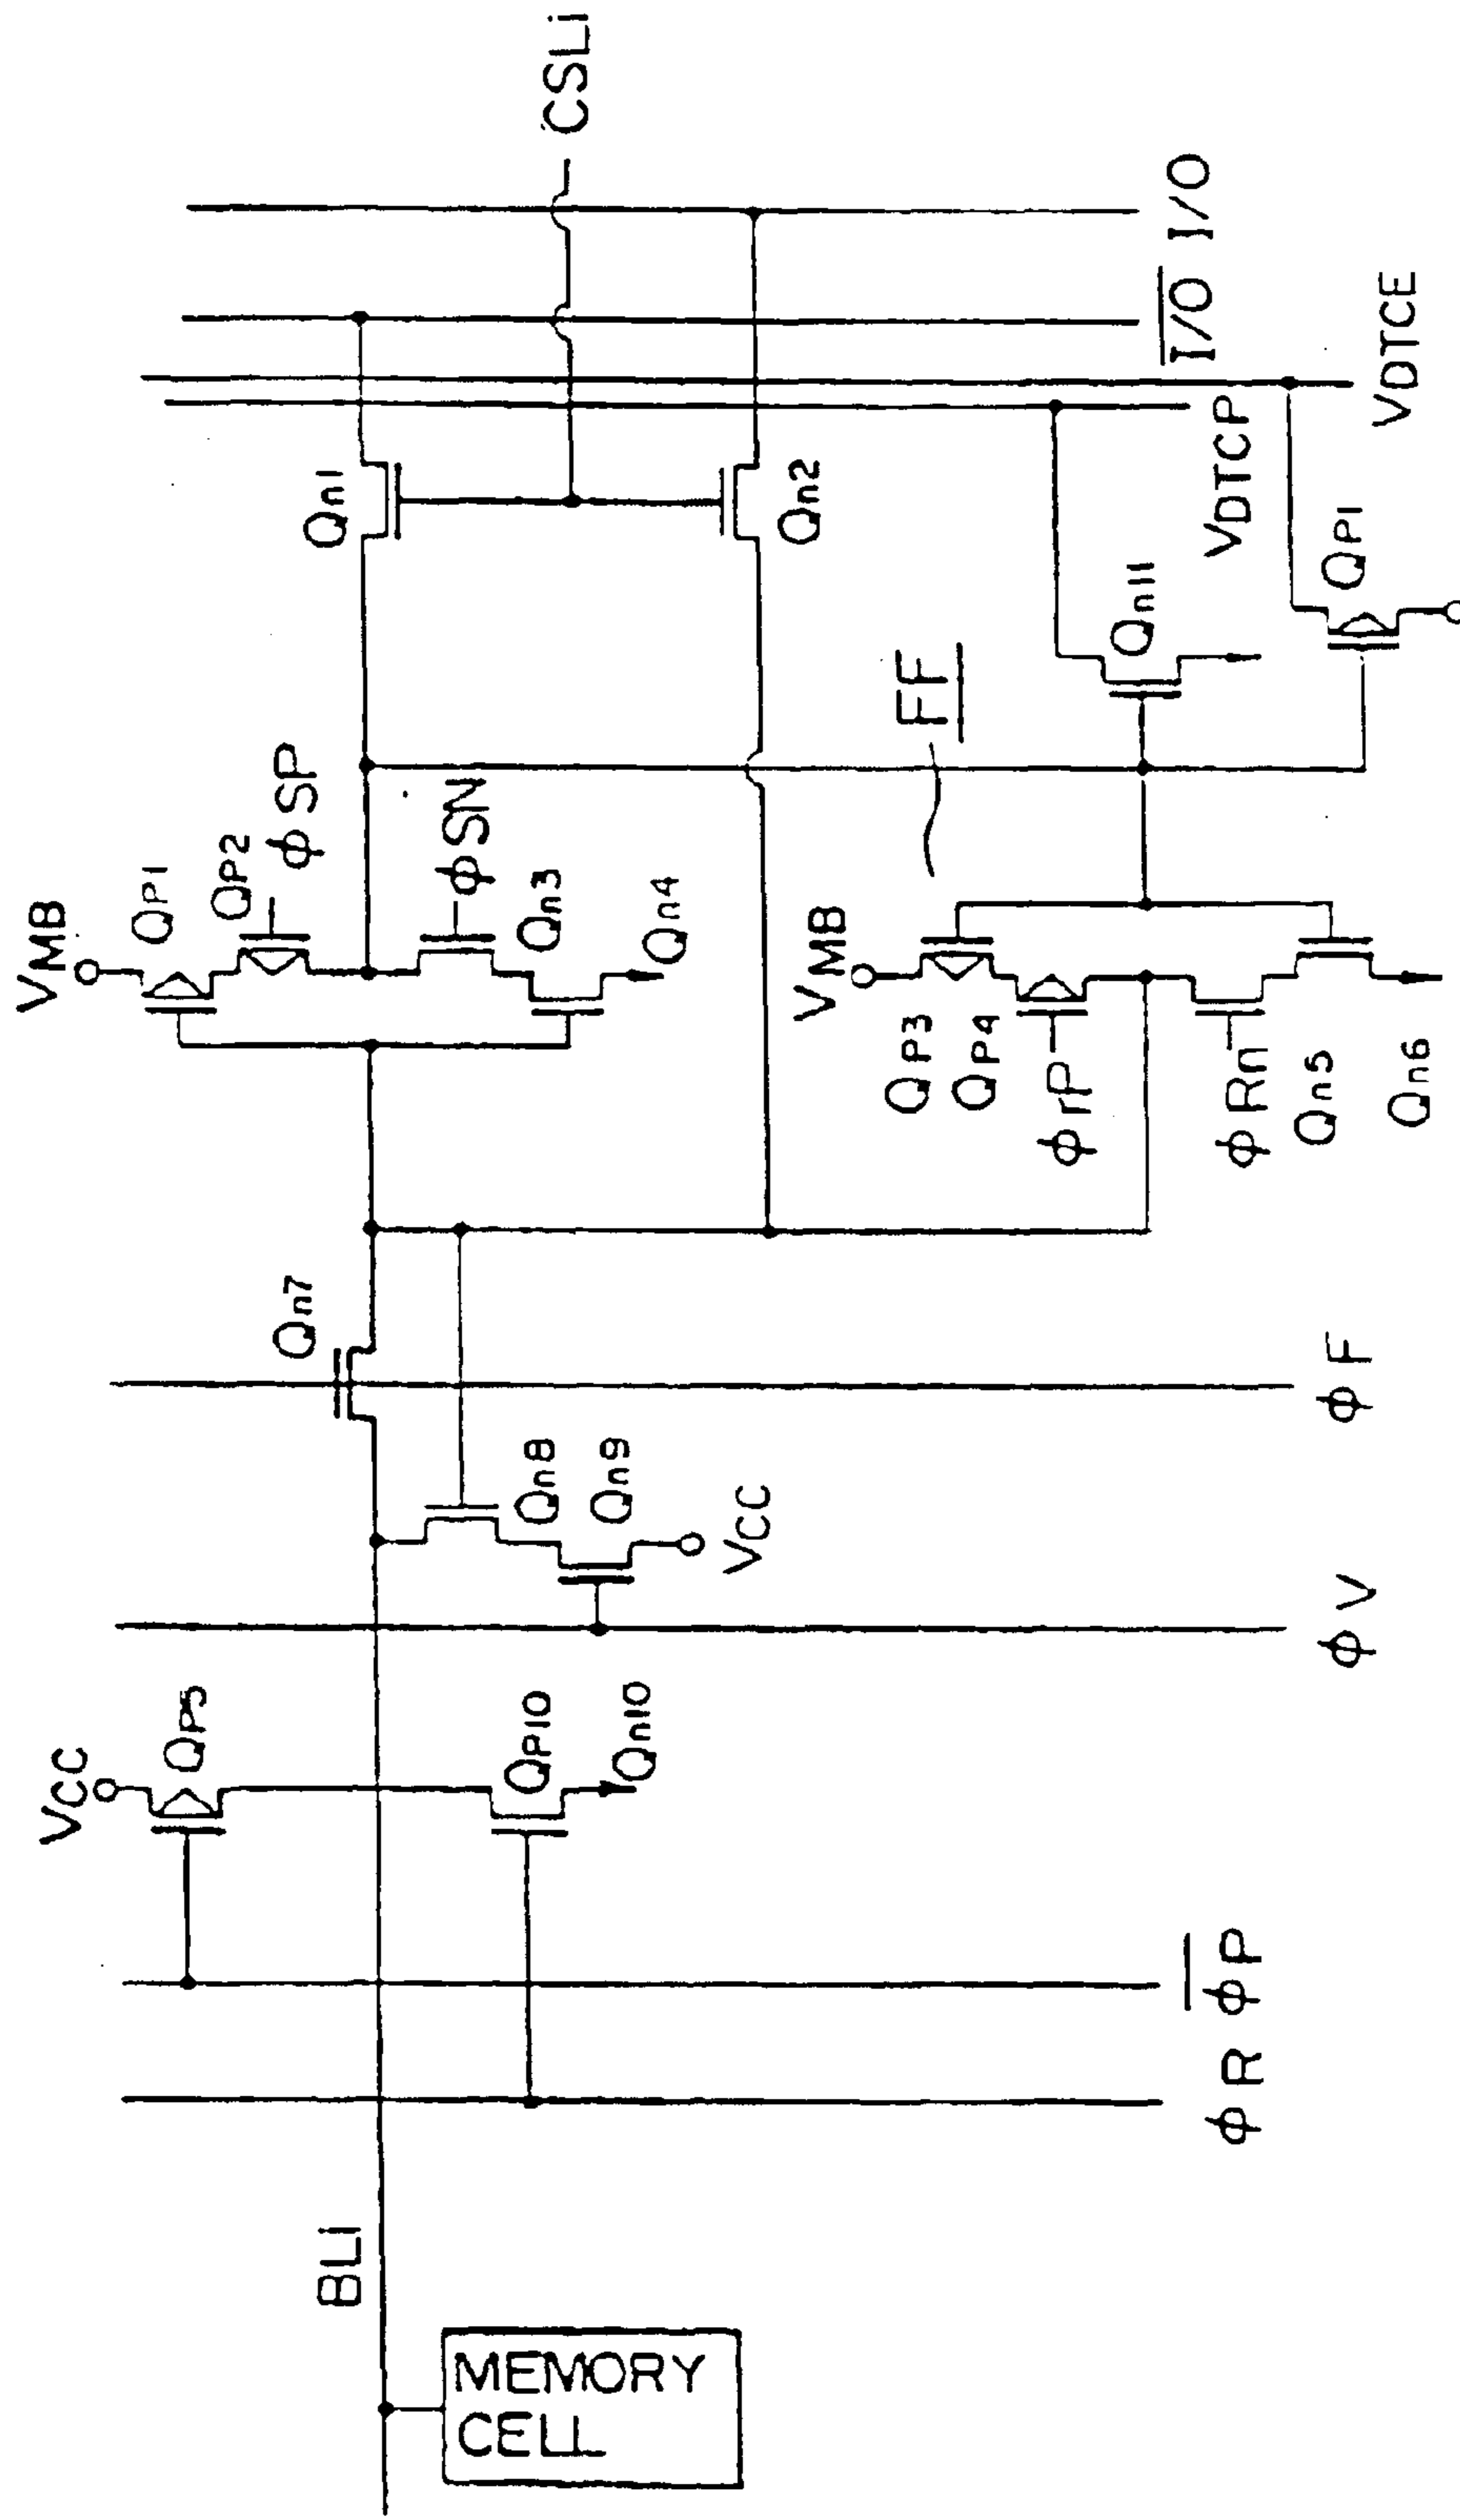 CSLi
I/O
I/O
VDTCE
VDTCP
Qn1
Qn2
Qn11
QP1
FF
VMB
QP1
QP2
φSP
φSN
Qn3
Qn4
VMB
QP3
QP4
φrP
φRn
Qn5
Qn6
Qn7
φF
Qn8
Qn9
VCC
φV
VCC
QP5
QP10
Qn10
φP
φR
BLi
MEMORY
CELL